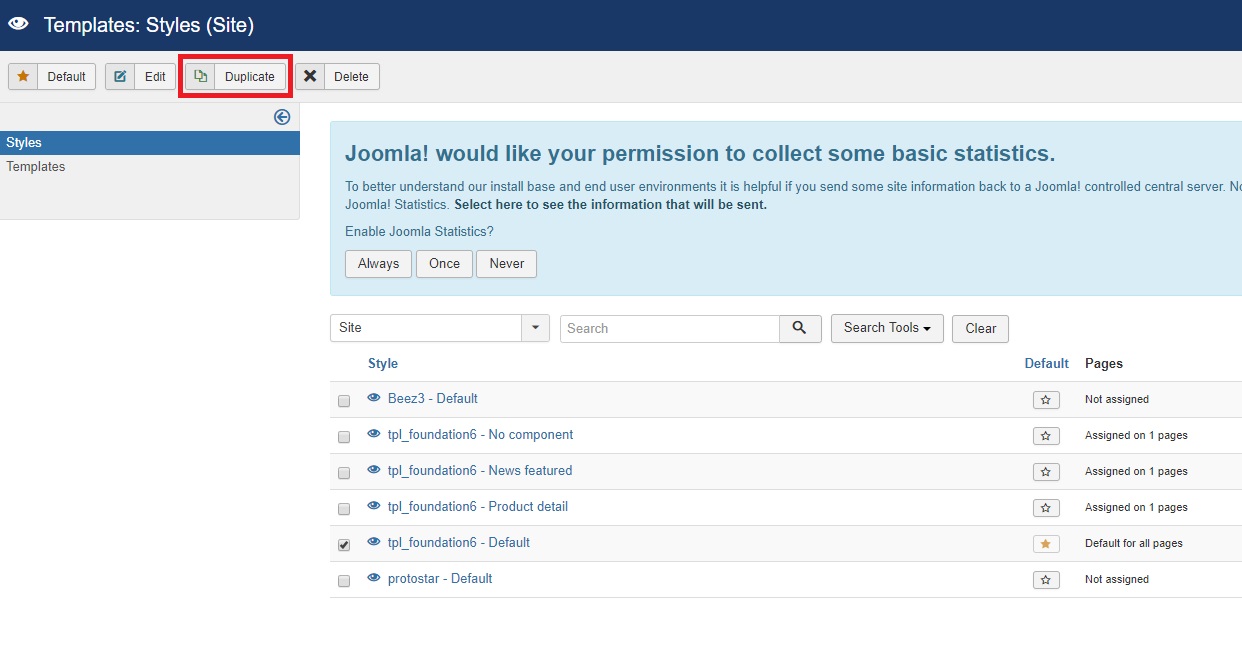 Templates: Styles (Site)
Default Edit Duplicate Delete
Styles
Templates
Joomla! would like your permission to collect some basic statistics.
To better understand our install base and end user environments it is helpful if you send some site information back to a Joomla! controlled central server. No
Joomla! Statistics. Select here to see the information that will be sent.
Enable Joomla Statistics?
Always Once Never
Site Search Search Tools Clear
Style Default Pages
Beez3 - Default Not assigned
tpl_foundation6 - No component Assigned on 1 pages
tpl_foundation6 - News featured Assigned on 1 pages
tpl_foundation6 - Product detail Assigned on 1 pages
tpl_foundation6 - Default Default for all pages
protostar - Default Not assigned